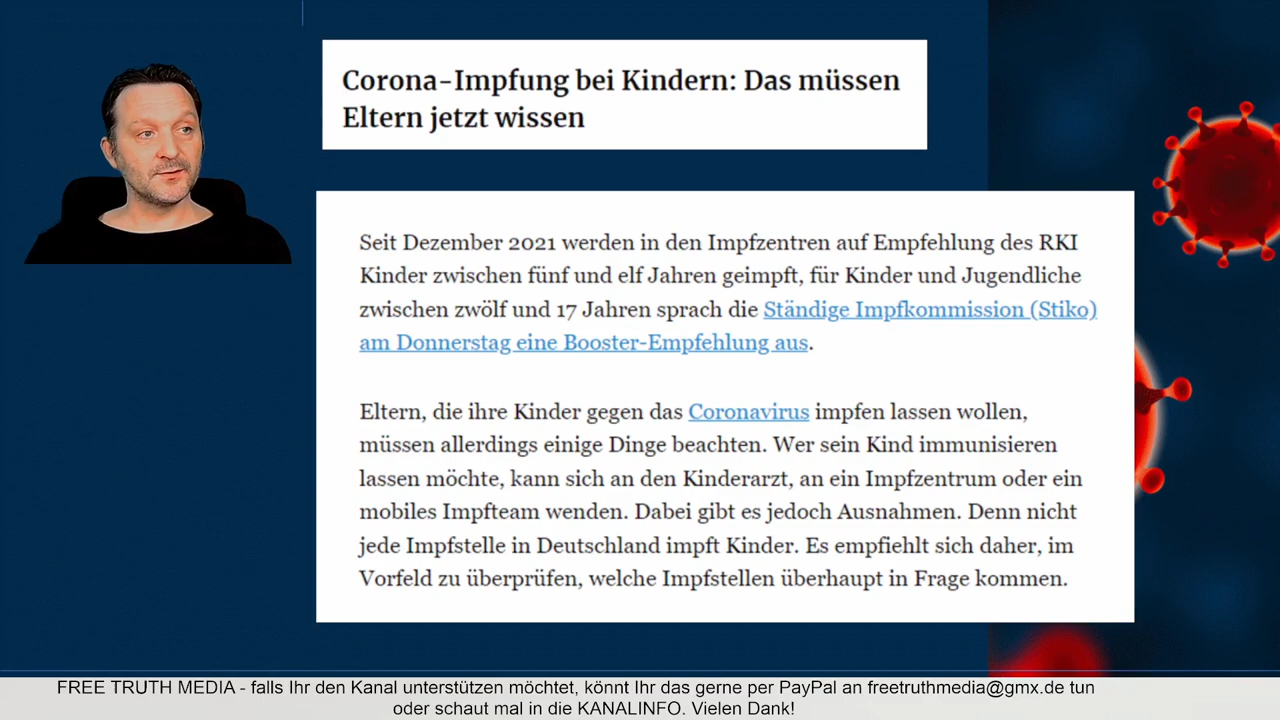 Corona-Impfung bei Kindern: Das müssen
Eltern jetzt wissen
Seit Dezember 2021 werden in den Impfzentren auf Empfehlung des RKI
Kinder zwischen fünf und elf Jahren geimpft, für Kinder und Jugendliche
zwischen zwölf und 17 Jahren sprach die Ständige Impfkommission (Stiko)
am Donnerstag eine Booster-Empfehlung aus.
Eltern, die ihre Kinder gegen das Coronavirus impfen lassen wollen,
müssen allerdings einige Dinge beachten. Wer sein Kind immunisieren
lassen möchte, kann sich an den Kinderarzt, an ein Impfzentrum oder ein
mobiles Impfteam wenden. Dabei gibt es jedoch Ausnahmen. Denn nicht
jede Impfstelle in Deutschland impft Kinder. Es empfiehlt sich daher, im
Vorfeld zu überprüfen, welche Impfstellen überhaupt in Frage kommen.
FREE TRUTH MEDIA - falls Ihr den Kanal unterstützen möchtet, könnt Ihr das gerne per PayPal an freetruthmedia@gmx.de tun
oder schaut mal in die KANALINFO. Vielen Dank!